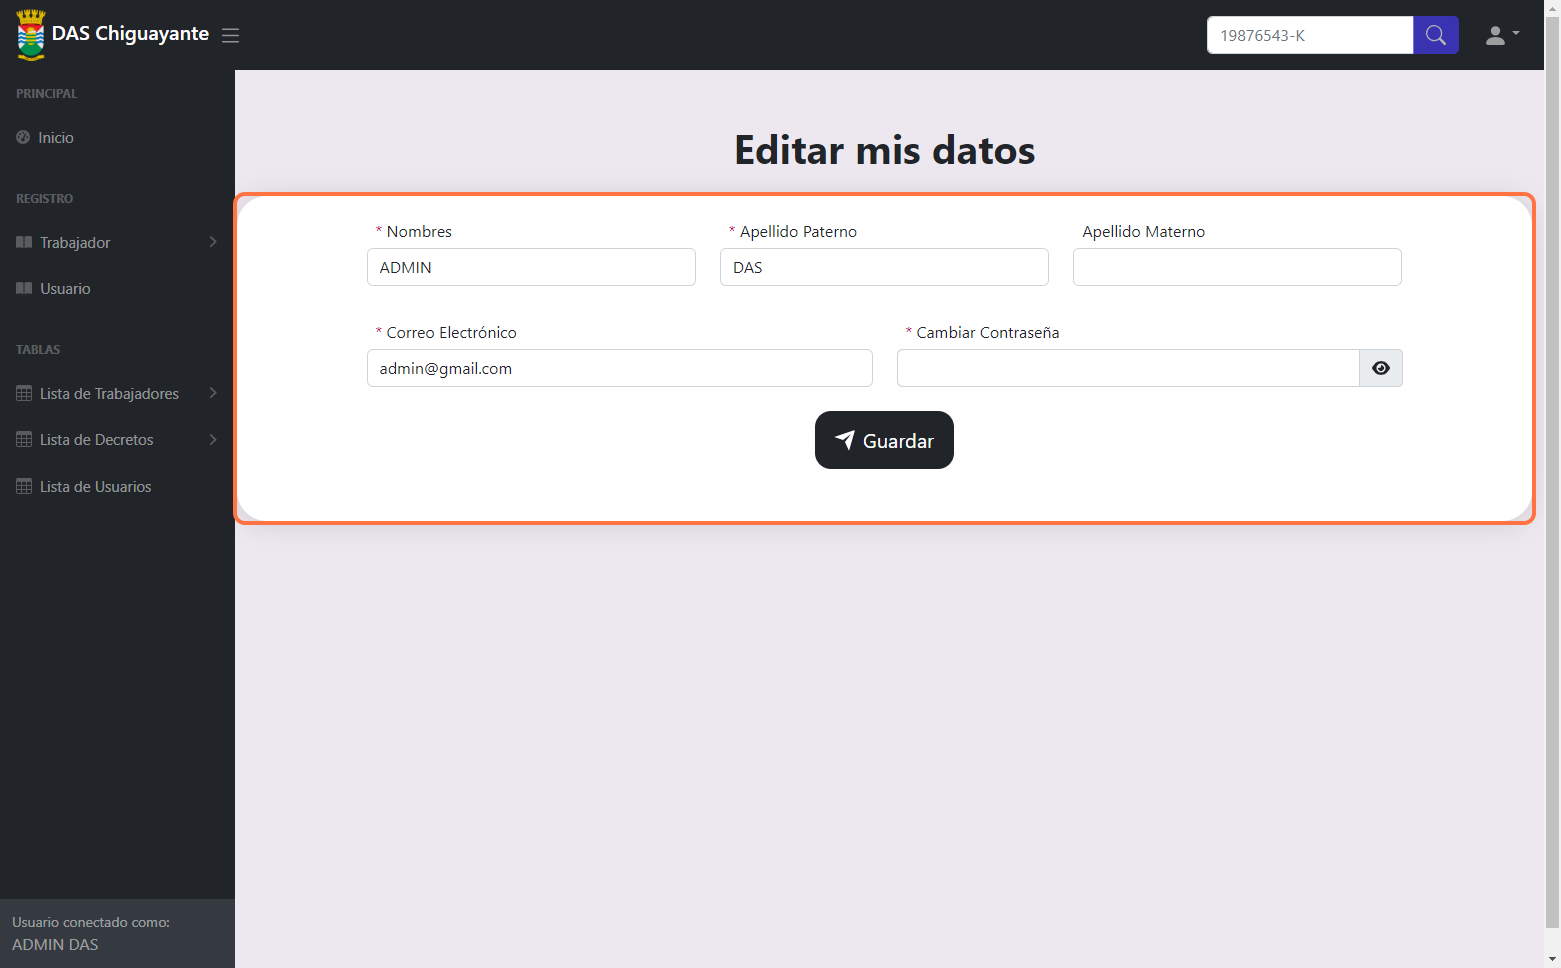 DAS Chiguayante
19876543-K
PRINCIPAL
Inicio
REGISTRO
Trabajador
Usuario
TABLAS
Lista de Trabajadores
Lista de Decretos
Lista de Usuarios
Usuario conectado como:
ADMIN DAS
Editar mis datos
* Nombres
* Apellido Paterno
Apellido Materno
ADMIN
DAS
* Correo Electrónico
* Cambiar Contraseña
admin@gmail.com
Guardar